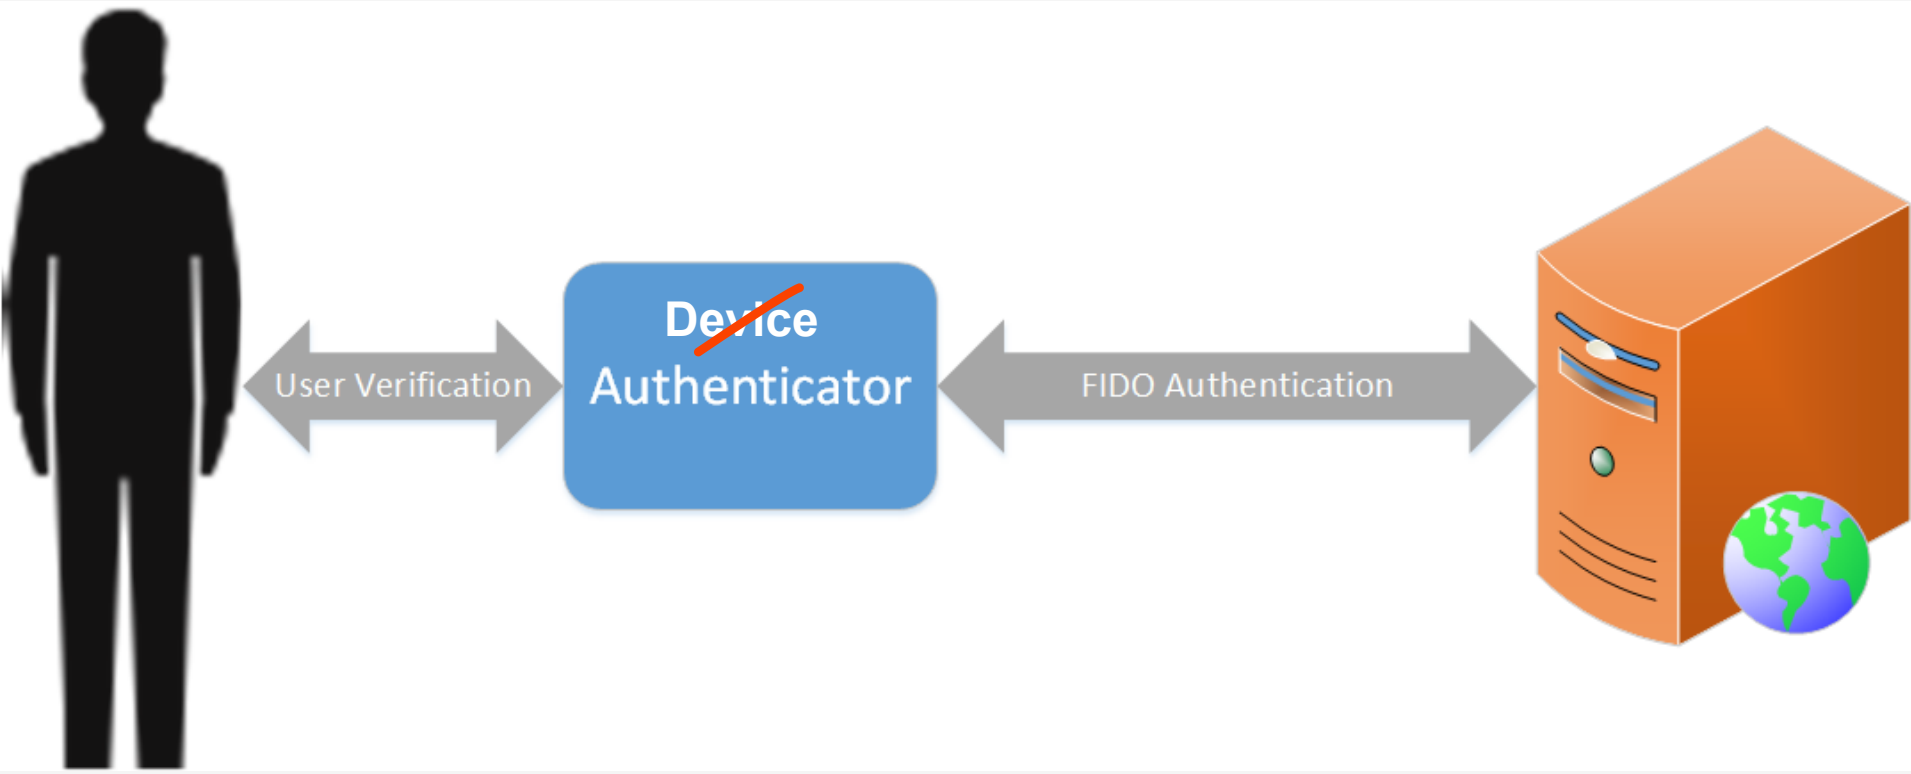 Device
Authenticator
User Verification
FIDO Authentication